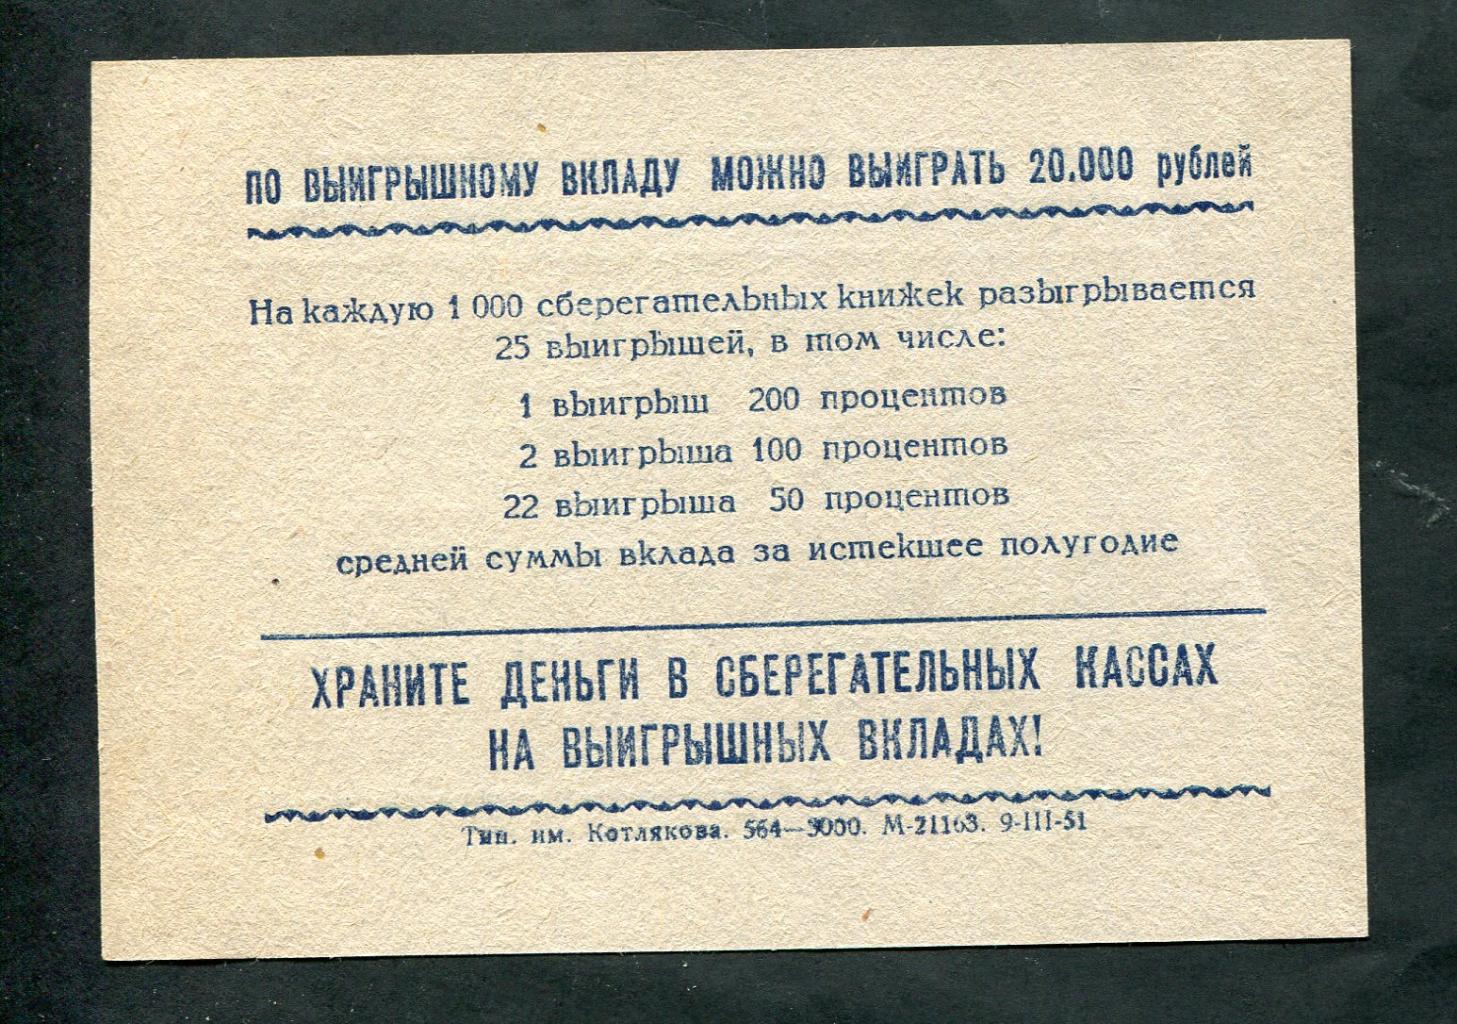 ПО ВЫИГРЫШНОМУ ВКЛАДУ МОЖНО ВЫИГРАТЬ 20.000 рублей
На каждую 1 000 сберегательных книжек разыгрывается
25 выигрышей, в том числе:
1 выигрыш 200 процентов
2 выигрыша 100 процентов
22 выигрыша 50 процентов
средней суммы вклада за истекшее полугодие
ХРАНИТЕ ДЕНЬГИ В СБЕРЕГАТЕЛЬНЫХ КАССАХ
НА ВЫИГРЫШНЫХ ВКЛАДАХ!
Тип. им. Котлякова. 564—3000. М-21163. 9-III-51